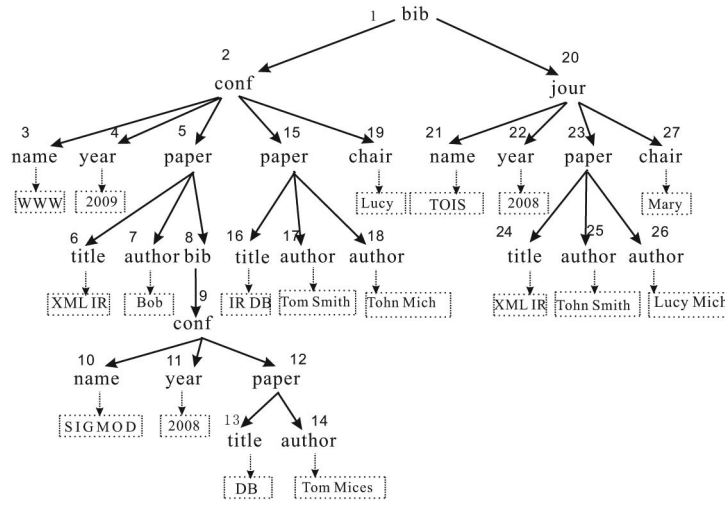 1 bib
2 20
conf jour
3 4 5 15 19 21 22 23 27
name year paper paper chair name year paper chair
WWW 2009 Lucy TOIS 2008 Mary
6 7 8 16 17 18 24 25 26
title author bib title author author title author author
XML IR Bob IR DB Tom Smith Tohn Mich XML IR Tohn Smith Lucy Mich
9
conf
10 11 12
name year paper
SIGMOD 2008 13 14
title author
DB Tom Mices